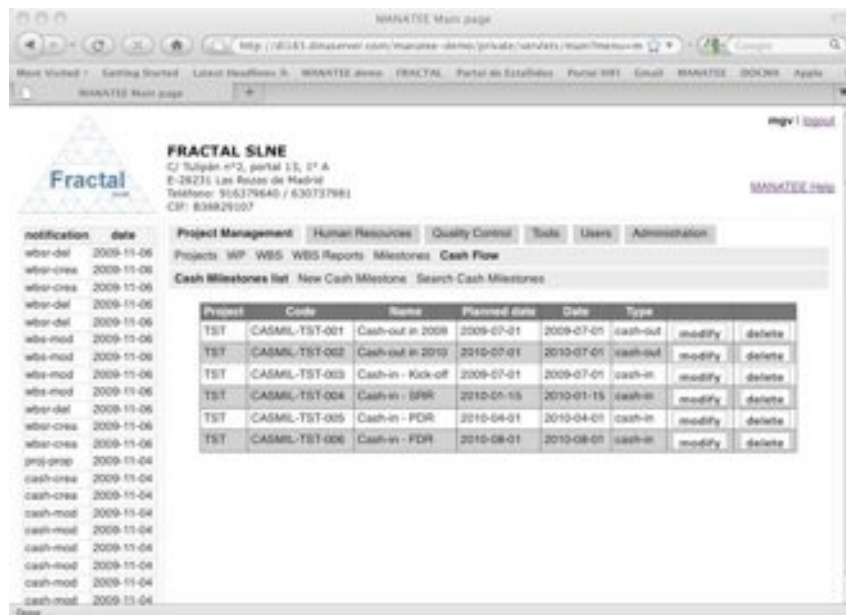 MANATEE Main page
Most Visited Getting Started Latest Headlines MANATEE demo FRACTAL Portal de Estafetas Portal Gmail MANATEE DOCMA Apple
MANATEE Main page
mgv | logout
Fractal
FRACTAL SLNE
C/ Tulipán nº2, portal 13, 1º A
E-28231 Las Rozas de Madrid
Teléfono: 916379640 / 630737981
CIF: B36829107
MANATEE Help
notification date
wbsr-del 2009-11-06
wbsr-crea 2009-11-06
wbsr-crea 2009-11-06
wbsr-del 2009-11-06
wbsr-del 2009-11-06
wbs-mod 2009-11-06
wbs-mod 2009-11-06
wbs-mod 2009-11-06
wbs-mod 2009-11-06
wbsr-del 2009-11-06
wbsr-crea 2009-11-06
wbsr-crea 2009-11-06
proj-prop 2009-11-04
cash-crea 2009-11-04
cash-crea 2009-11-04
cash-mod 2009-11-04
cash-mod 2009-11-04
cash-mod 2009-11-04
cash-mod 2009-11-04
cash-mod 2009-11-04
Project Management Human Resources Quality Control Tools Users Administration
Projects WP WBS WBS Reports Milestones Cash Flow
Cash Milestones list New Cash Milestone Search Cash Milestones
Project Code Name Planned date Date Type
TST CASMIL-TST-001 Cash-out in 2009 2009-07-01 2009-07-01 cash-out modify delete
TST CASMIL-TST-002 Cash-out in 2010 2010-07-01 2010-07-01 cash-out modify delete
TST CASMIL-TST-003 Cash-in - Kick-off 2009-07-01 2009-07-01 cash-in modify delete
TST CASMIL-TST-004 Cash-in - SRR 2010-01-15 2010-01-15 cash-in modify delete
TST CASMIL-TST-005 Cash-in - PDR 2010-04-01 2010-04-01 cash-in modify delete
TST CASMIL-TST-006 Cash-in - FDR 2010-08-01 2010-08-01 cash-in modify delete
Done